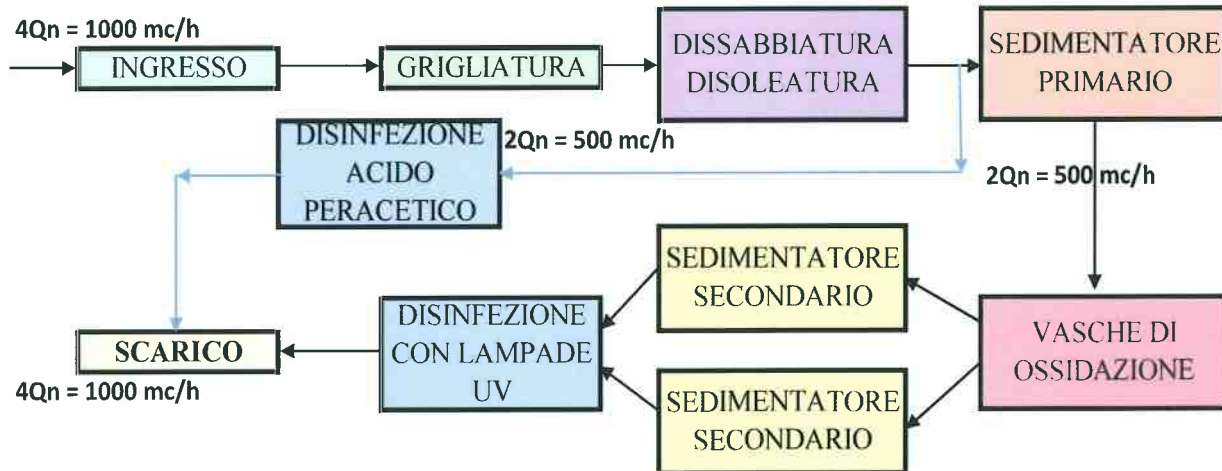 4Qn = 1000 mc/h
INGRESSO
GRIGLIATURA
DISSABBIATURA
DISOLEATURA
SEDIMENTATORE
PRIMARIO
DISINFEZIONE
ACIDO
PERACETICO
2Qn = 500 mc/h
2Qn = 500 mc/h
SEDIMENTATORE
SECONDARIO
VASCHE DI
OSSIDAZIONE
DISINFEZIONE
CON LAMPADE
UV
SCARICO
4Qn = 1000 mc/h
SEDIMENTATORE
SECONDARIO